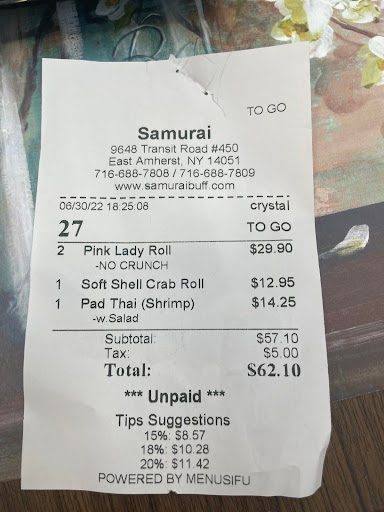 TO GO
Samurai
9648 Transit Road #450
East Amherst, NY 14051
716-688-7808 / 716-688-7809
www.samuraibuff.com
06/30/22 18:25:08 crystal
27 TO GO
2 Pink Lady Roll $29.90
-NO CRUNCH
1 Soft Shell Crab Roll $12.95
1 Pad Thai (Shrimp) $14.25
-w.Salad
Subtotal: $57.10
Tax: $5.00
Total: $62.10
*** Unpaid ***
Tips Suggestions
15%: $8.57
18%: $10.28
20%: $11.42
POWERED BY MENUSIFU